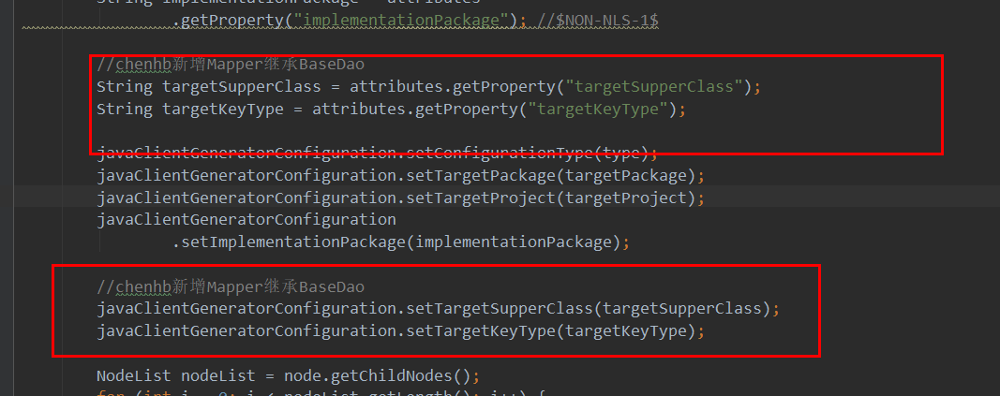 String implementationPackage = attributes
.getProperty("implementationPackage"); //$NON-NLS-1$
//chenhb新增Mapper继承BaseDao
String targetSupperClass = attributes.getProperty("targetSupperClass");
String targetKeyType = attributes.getProperty("targetKeyType");
javaClientGeneratorConfiguration.setConfigurationType(type);
javaClientGeneratorConfiguration.setTargetPackage(targetPackage);
javaClientGeneratorConfiguration.setTargetProject(targetProject);
javaClientGeneratorConfiguration
.setImplementationPackage(implementationPackage);
//chenhb新增Mapper继承BaseDao
javaClientGeneratorConfiguration.setTargetSupperClass(targetSupperClass);
javaClientGeneratorConfiguration.setTargetKeyType(targetKeyType);
NodeList nodeList = node.getChildNodes();
for (int i = 0; i < nodeList.getLength(); i++) {